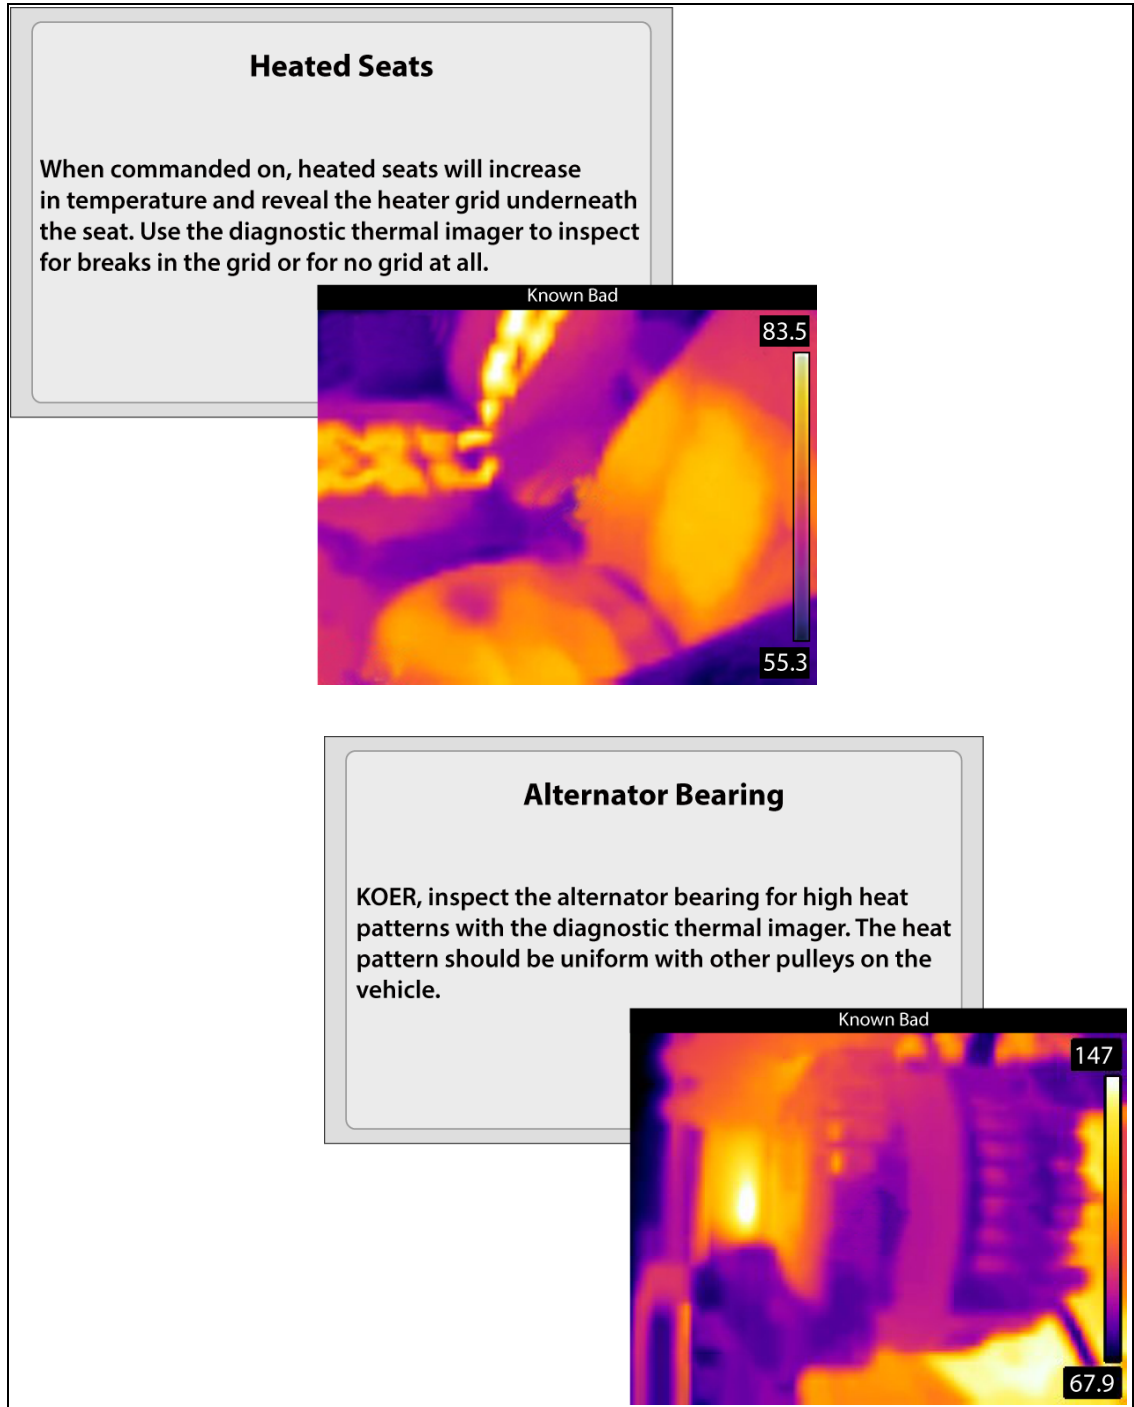 Heated Seats
When commanded on, heated seats will increase
in temperature and reveal the heater grid underneath
the seat. Use the diagnostic thermal imager to inspect
for breaks in the grid or for no grid at all.
Known Bad
83.5
55.3
Alternator Bearing
KOER, inspect the alternator bearing for high heat
patterns with the diagnostic thermal imager. The heat
pattern should be uniform with other pulleys on the
vehicle.
Known Bad
147
67.9